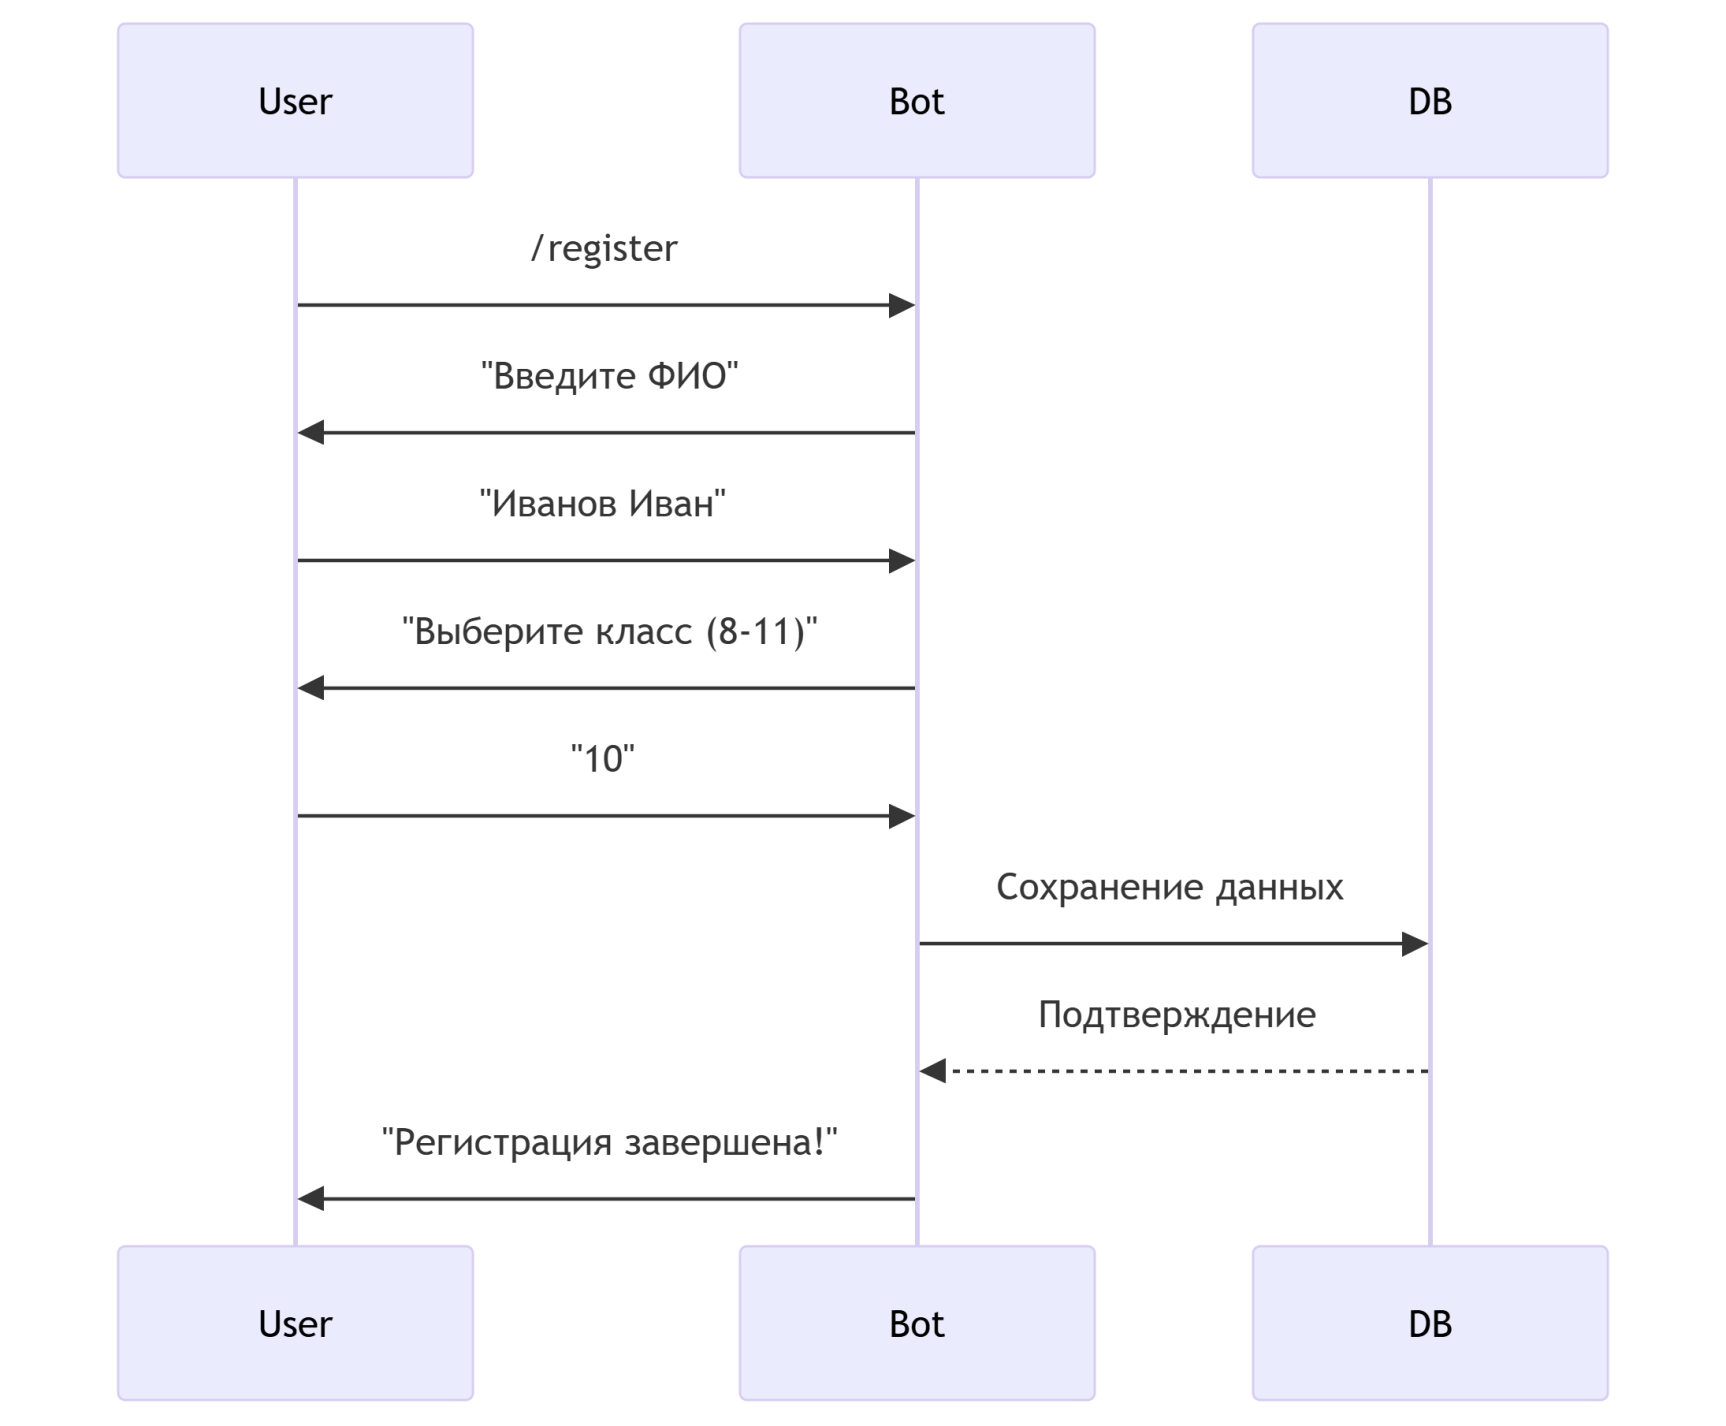 User
Bot
DB
/register
"Введите ФИО"
"Иванов Иван"
"Выберите класс (8-11)"
"10"
Сохранение данных
Подтверждение
"Регистрация завершена!"
User
Bot
DB